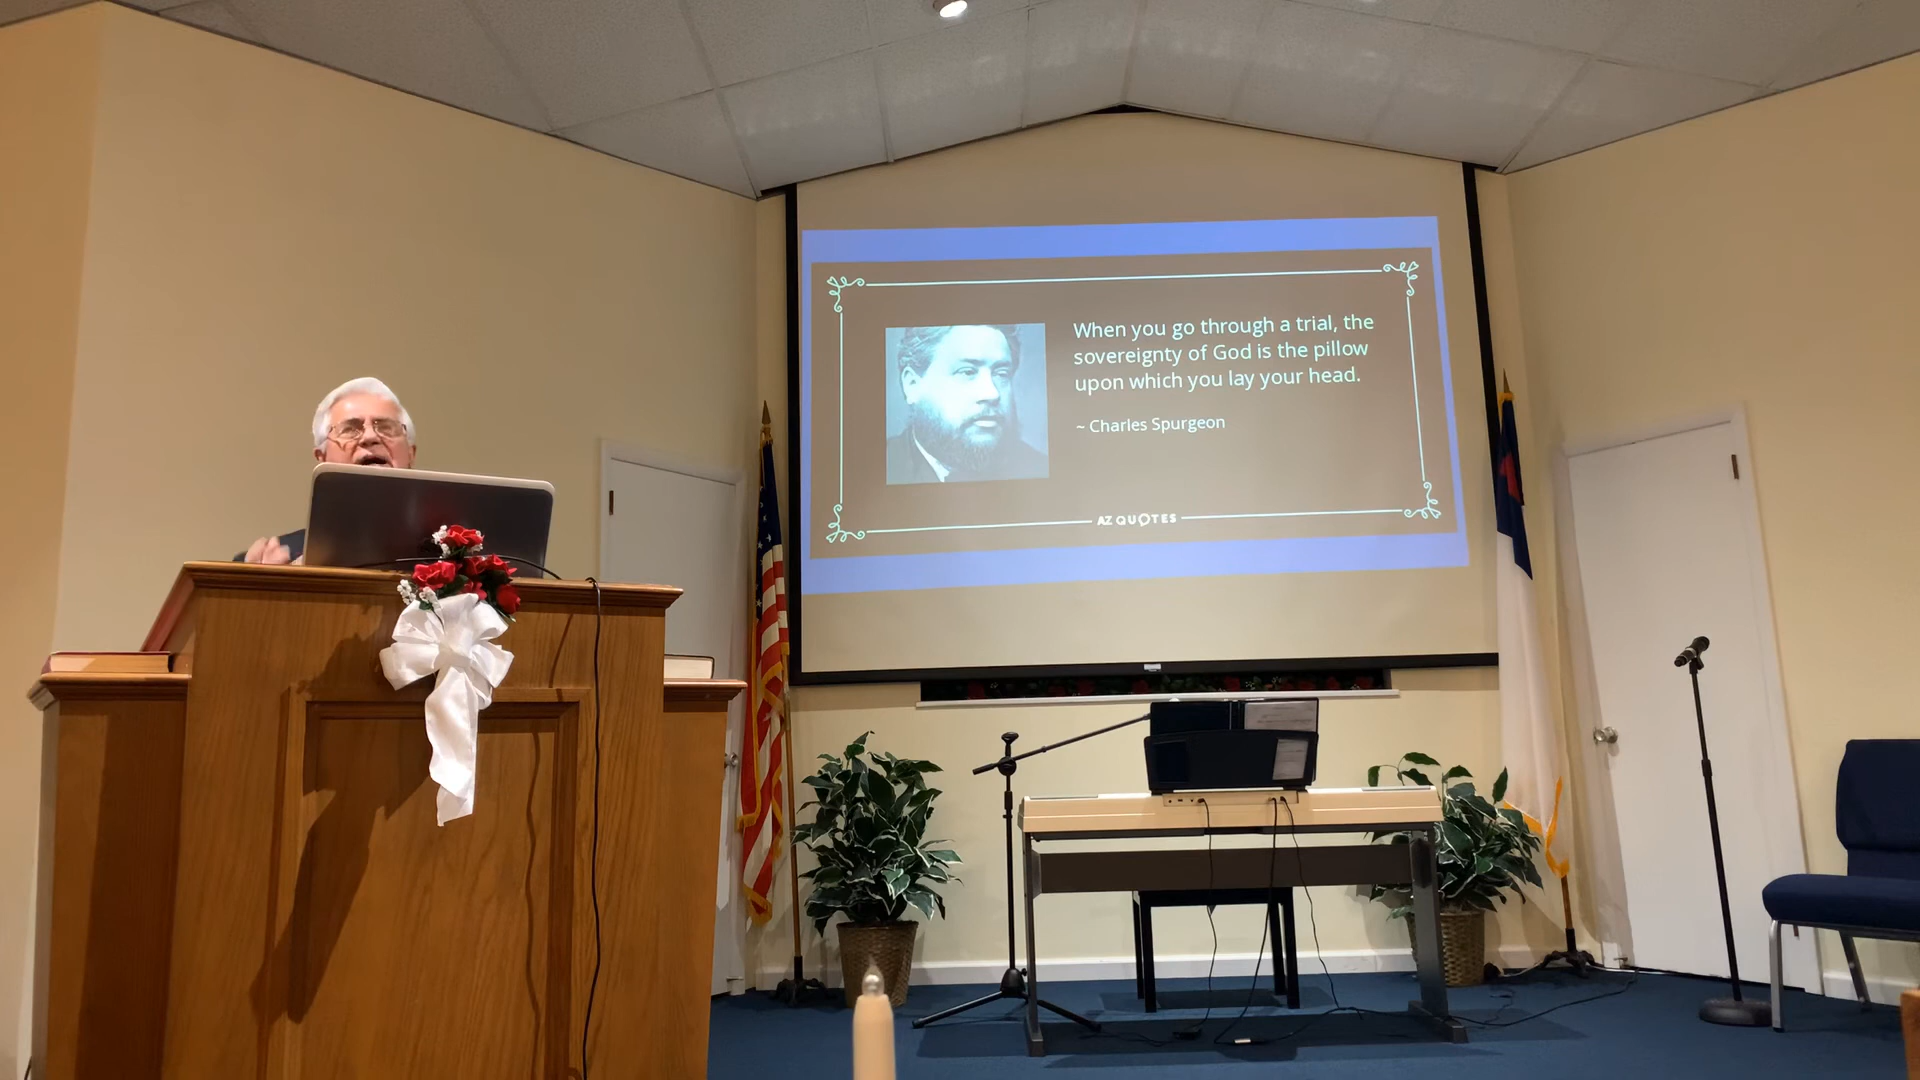 When you go through a trial, the
sovereignty of God is the pillow
upon which you lay your head.
~ Charles Spurgeon
AZ QUOTES